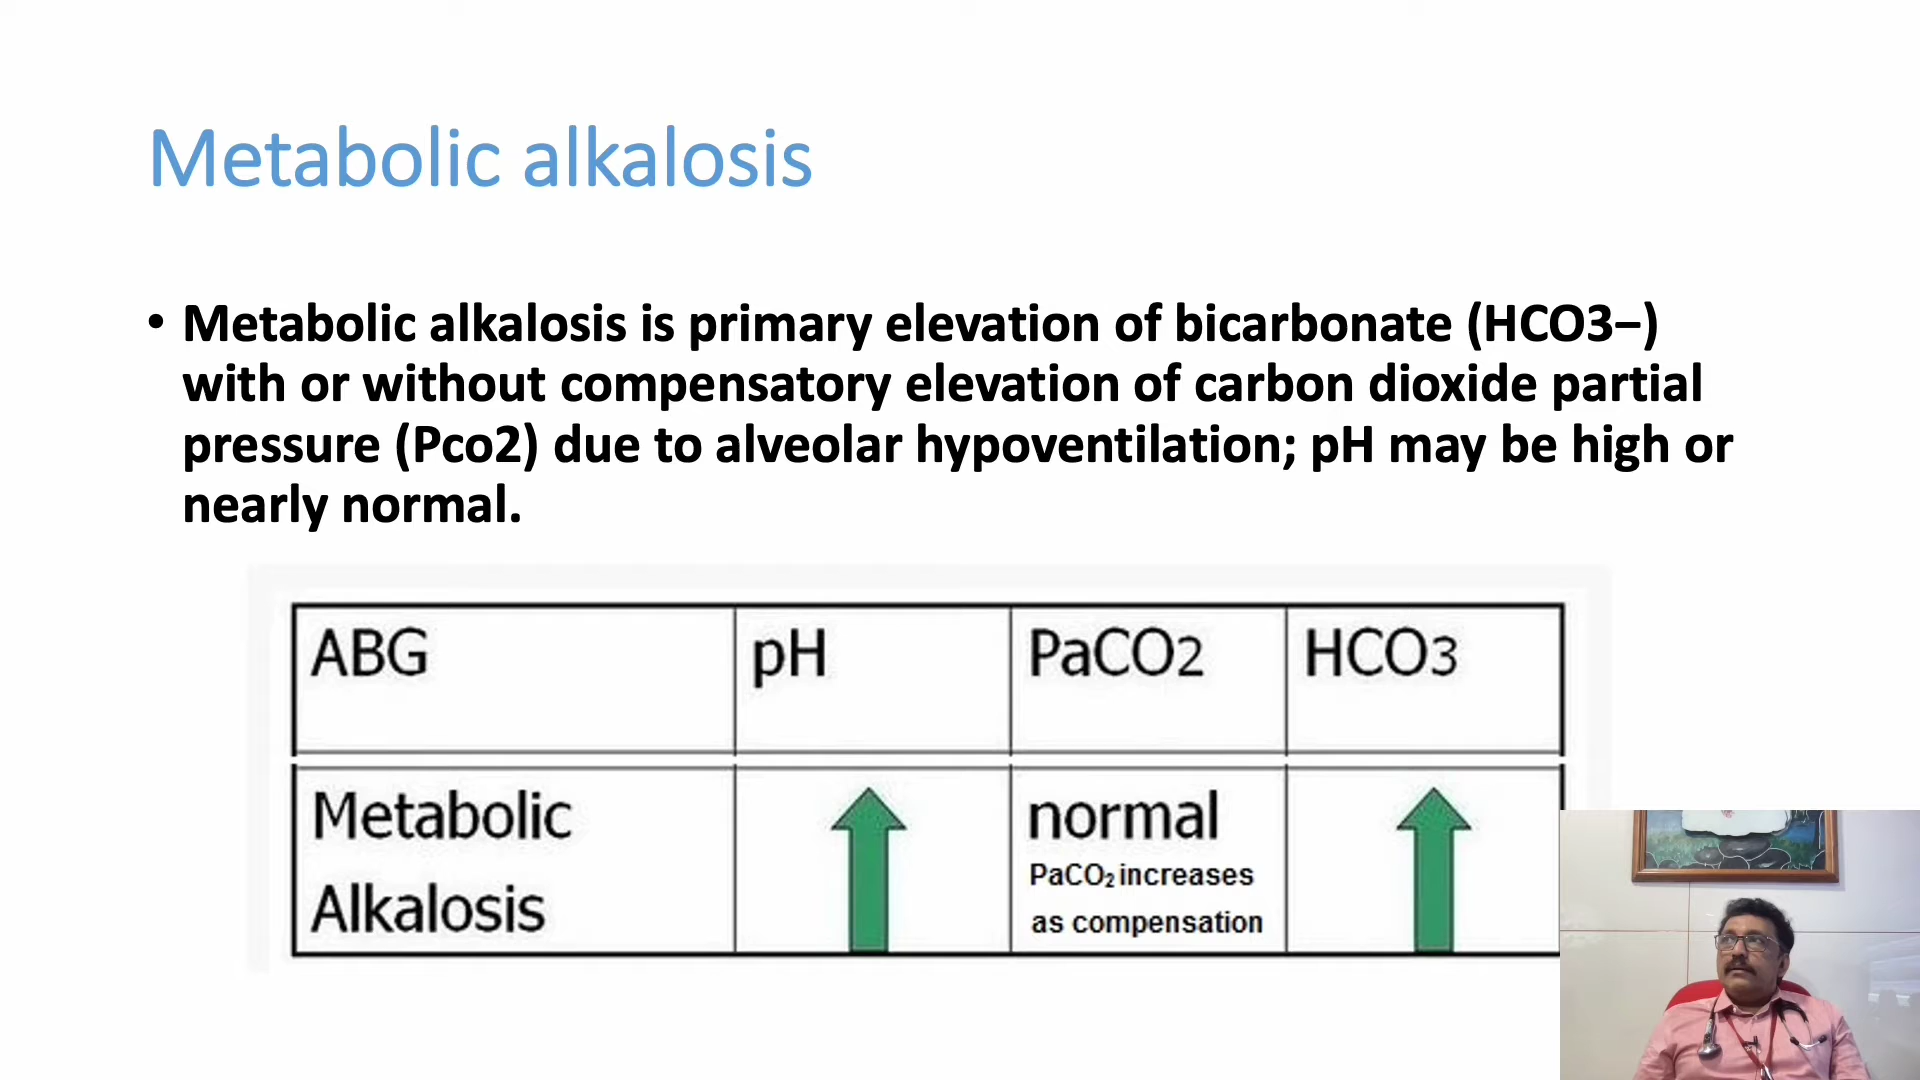 Metabolic alkalosis
• Metabolic alkalosis is primary elevation of bicarbonate (HCO3−)
with or without compensatory elevation of carbon dioxide partial
pressure (Pco2) due to alveolar hypoventilation; pH may be high or
nearly normal.
ABG pH PaCO2 HCO3
Metabolic normal
PaCO₂ increases
Alkalosis as compensation